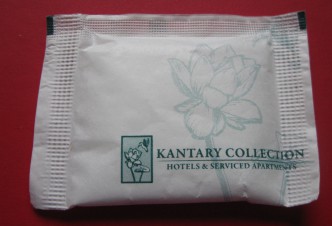 KANTARY COLLECTION
HOTELS & SERVICED APARTMENTS